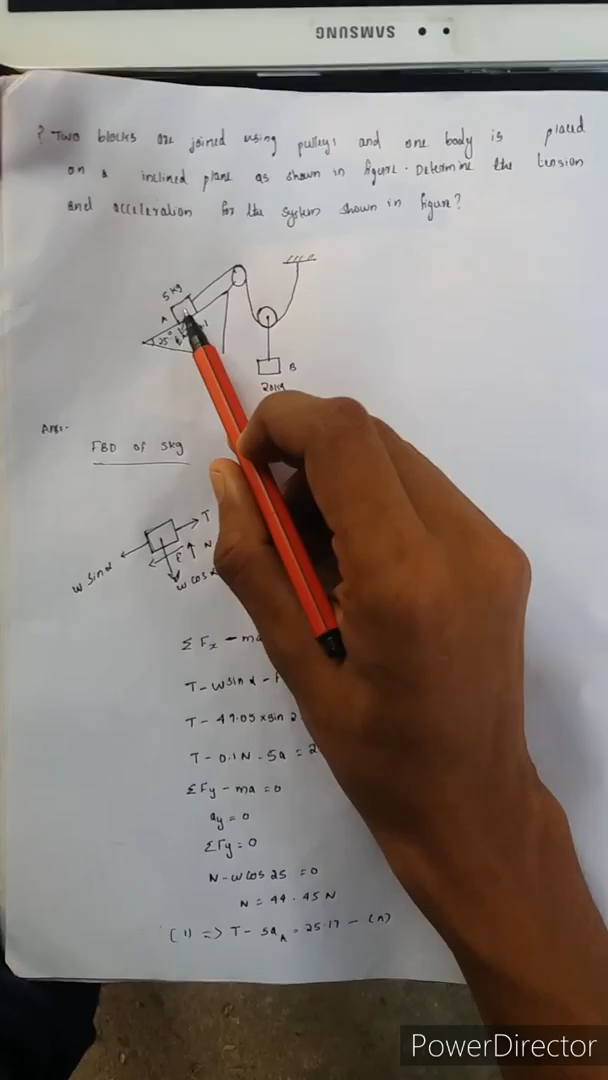 SAMSUNG
? Two blocks are joined using pulleys and one body is placed
on a inclined plane as shown in figure. Determine the tension
and acceleration for the system shown in figure?
5kg
A
25°
B
20kg
Ans:-
FBD of 5kg
T
F
N
W sinα
W cosα
ΣFx - ma
T - W sin α - F
T - 49.05 x sin 2
T - 0.1N - 5a = 2
ΣFy - ma = 0
ay = 0
ΣFy = 0
N - W cos 25 = 0
N = 44.45 N
(1) => T - 5aA = 25.17 - (A)
PowerDirector